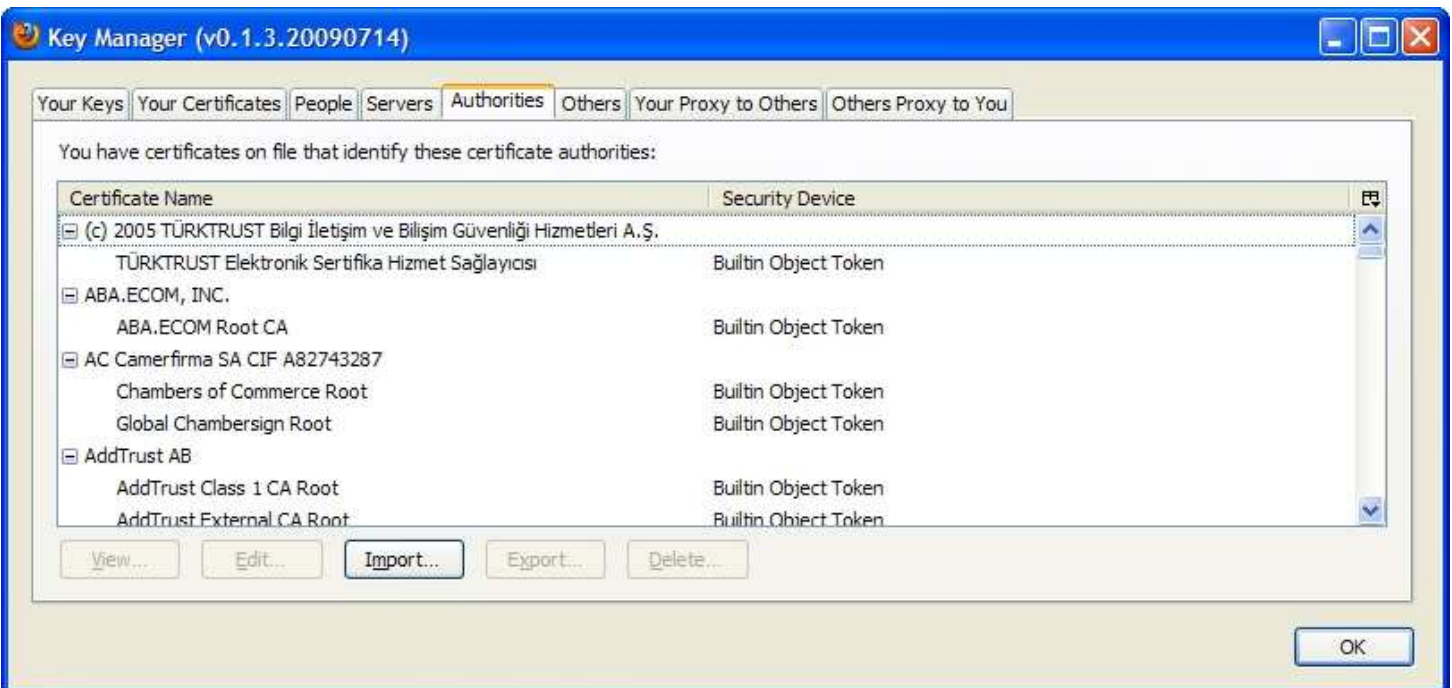 Key Manager (v0.1.3.20090714)
Your Keys Your Certificates People Servers Authorities Others Your Proxy to Others Others Proxy to You
You have certificates on file that identify these certificate authorities:
Certificate Name Security Device
(c) 2005 TÜRKTRUST Bilgi İletişim ve Bilişim Güvenliği Hizmetleri A.Ş.
TÜRKTRUST Elektronik Sertifika Hizmet Sağlayıcısı Builtin Object Token
ABA.ECOM, INC.
ABA.ECOM Root CA Builtin Object Token
AC Camerfirma SA CIF A82743287
Chambers of Commerce Root Builtin Object Token
Global Chambersign Root Builtin Object Token
AddTrust AB
AddTrust Class 1 CA Root Builtin Object Token
AddTrust External CA Root Builtin Object Token
View... Edit... Import... Export... Delete...
OK